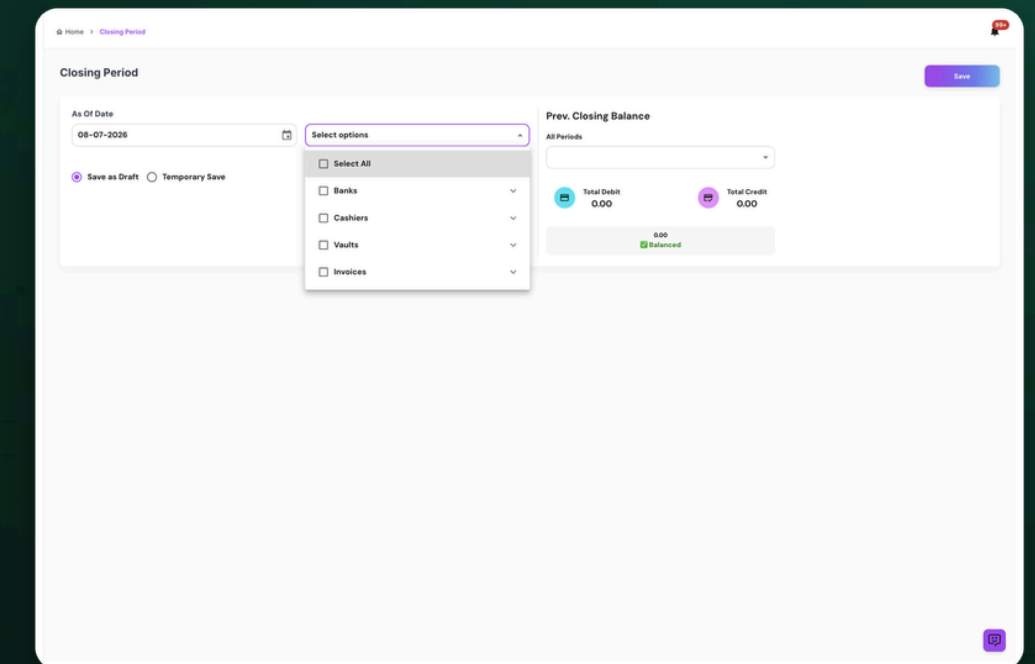 Home > Closing Period
99+
Closing Period
Save
As Of Date
08-07-2026
Select options
Select All
Banks
Cashiers
Vaults
Invoices
Save as Draft
Temporary Save
Prev. Closing Balance
All Periods
Total Debit
0.00
Total Credit
0.00
0.00
✅ Balanced